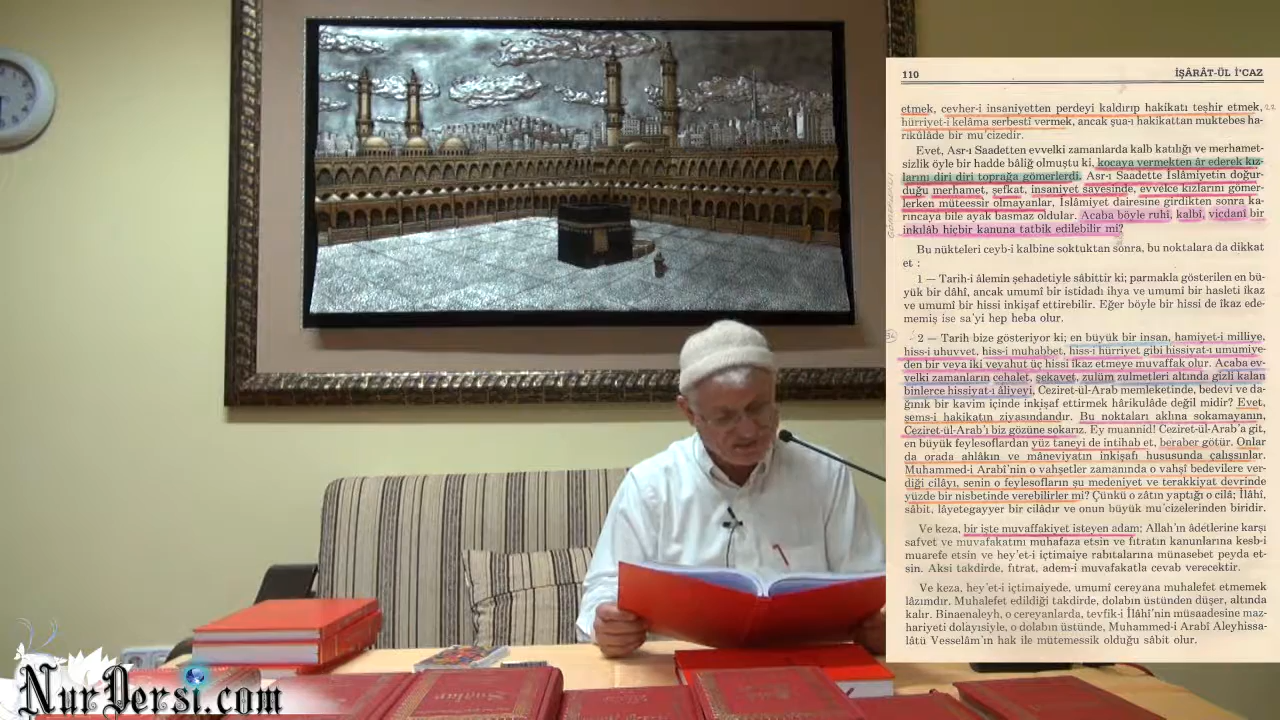 110 İŞÂRÂT-ÜL İ'CAZ
etmek, cevher-i insaniyetten perdeyi kaldırıp hakikatı teşhir etmek,
hürriyet-i kelâma serbestî vermek, ancak şua-ı hakikattan muktebes ha-
rikulâde bir mu'cizedir.
Evet, Asr-ı Saadetten evvelki zamanlarda kalb katılığı ve merhamet-
sizlik öyle bir hadde bâliğ olmuştu ki, kocaya vermekten âr ederek kız-
larını diri diri toprağa gömerlerdi. Asr-ı Saadette İslâmiyetin doğur-
duğu merhamet, şefkat, insaniyet sayesinde, evvelce kızlarını gömer-
lerken müteessir olmayanlar, İslâmiyet dairesine girdikten sonra ka-
rıncaya bile ayak basmaz oldular. Acaba böyle ruhî, kalbî, vicdanî bir
inkılâb hiçbir kanuna tatbik edilebilir mi?
Bu nükteleri ceyb-i kalbine soktuktan sonra, bu noktalara da dikkat
et :
1 — Tarih-i âlemin şehadetiyle sâbittir ki; parmakla gösterilen en bü-
yük bir dâhî, ancak umumî bir istidadı ihya ve umumî bir hasleti ikaz
ve umumî bir hissi inkişaf ettirebilir. Eğer böyle bir hissi de îkaz ede-
memiş ise sa'yi hep heba olur.
2 — Tarih bize gösteriyor ki; en büyük bir insan, hamiyet-i milliye,
hiss-i uhuvvet, hiss-i muhabbet, hiss-i hürriyet gibi hissiyat-ı umumiye-
den bir veya iki veyahut üç hissi ikaz etmeye muvaffak olur. Acaba ev-
velki zamanların cehalet, şekavet, zulüm zulmetleri altında gizli kalan
binlerce hissiyat-ı âliyeyi, Ceziret-ül-Arab memleketinde, bedevi ve da-
ğınık bir kavim içinde inkişaf ettirmek hârikulâde değil midir? Evet,
şems-i hakikatın ziyasındandır. Bu noktaları aklına sokamayanın,
Ceziret-ül-Arab'ı biz gözüne sokarız. Ey muannid! Ceziret-ül-Arab'a git,
en büyük feylesoflardan yüz taneyi de intihab et, beraber götür. Onlar
da orada ahlâkın ve mâneviyatın inkişafı hususunda çalışsınlar.
Muhammed-i Arabî'nin o vahşetler zamanında o vahşî bedevilere ver-
diği cilâyı, senin o feylesofların şu medeniyet ve terakkiyat devrinde
yüzde bir nisbetinde verebilirler mi? Çünkü o zâtın yaptığı o cilâ; İlâhî,
sâbit, lâyetegayyer bir cilâdır ve onun büyük mu'cizelerinden biridir.
Ve keza, bir işte muvaffakiyet isteyen adam; Allah'ın âdetlerine karşı
safvet ve muvafakatını muhafaza etsin ve fıtratın kanunlarına kesb-i
muarefe etsin ve hey'et-i içtimaiye rabıtalarına münasebet peyda et-
sin. Aksi takdirde, fıtrat, adem-i muvafakatla cevab verecektir.
Ve keza, hey'et-i içtimaiyede, umumî cereyana muhalefet etmemek
lâzımdır. Muhalefet edildiği takdirde, dolabın üstünden düşer, altında
kalır. Binaenaleyh, o cereyanlarda, tevfik-i İlâhî'nin müsaadesine maz-
hariyeti dolayısiyle, o dolabın üstünde, Muhammed-i Arabî Aleyhissa-
lâtü Vesselâm'ın hak ile mütemessik olduğu sâbit olur.
NurDersi.com